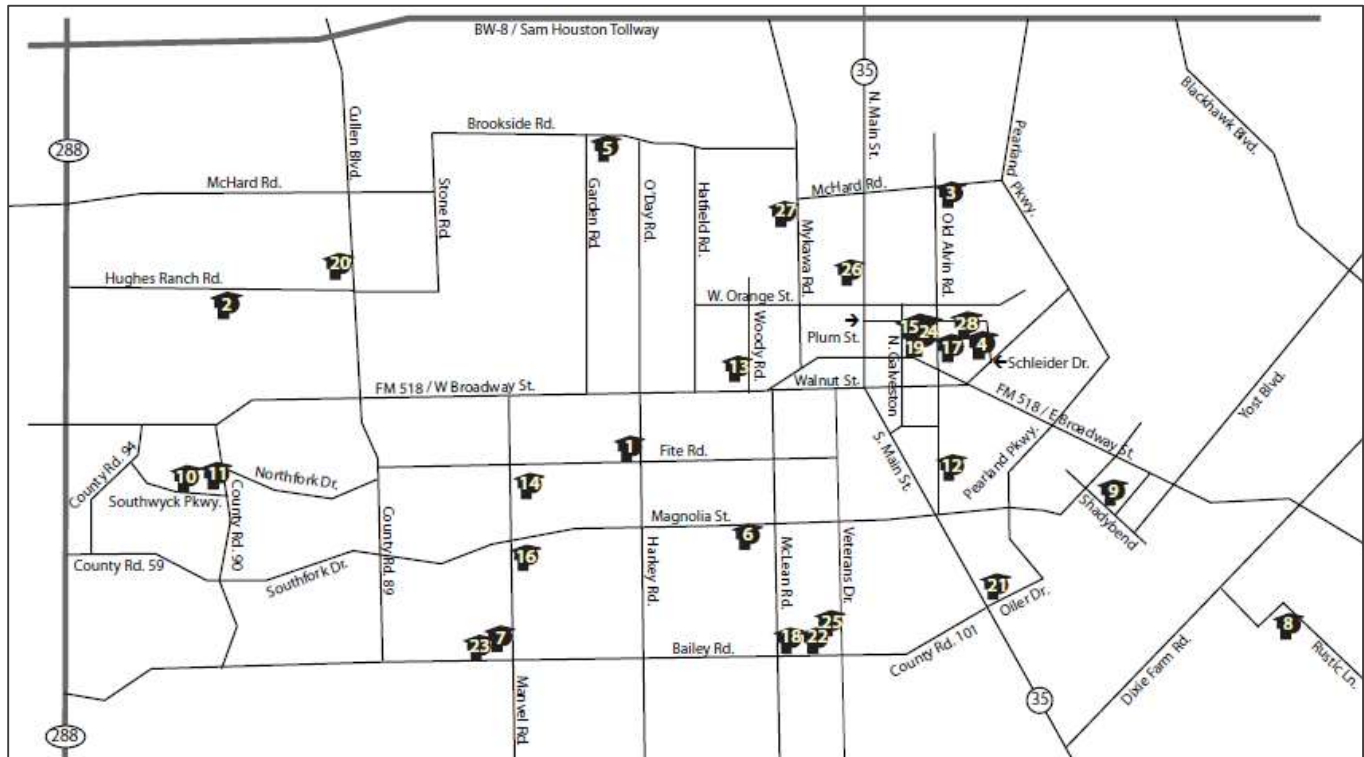 BW-8 / Sam Houston Tollway
35
N. Main St.
Cullen Blvd.
Blackhawk Blvd.
Pearland Pkwy.
288
Brookside Rd.
5
McHard Rd.
Stone Rd.
Garden Rd.
O'Day Rd.
Hatfield Rd.
27
Mykawa Rd.
McHard Rd.
3
Old Alvin Rd.
20
26
Hughes Ranch Rd.
2
W. Orange St.
Woody Rd.
Plum St.
15
24
28
19
17
4
N. Galveston
Schleider Dr.
13
Walnut St.
FM 518 / W Broadway St.
FM 518 / E Broadway St.
Yost Blvd.
County Rd. 94
10
11
Northfork Dr.
1
Fite Rd.
S. Main St.
12
Pearland Pkwy.
14
9
Shadybend
Southwyck Pkwy.
County Rd. 90
County Rd. 89
Magnolia St.
6
16
County Rd. 59
Southfork Dr.
Harkey Rd.
McLean Rd.
Veterans Dr.
21
Oiler Dr.
8
Rustic Ln.
23
7
Bailey Rd.
18
22
25
County Rd. 101
Dixie Farm Rd.
Manvel Rd.
35
288